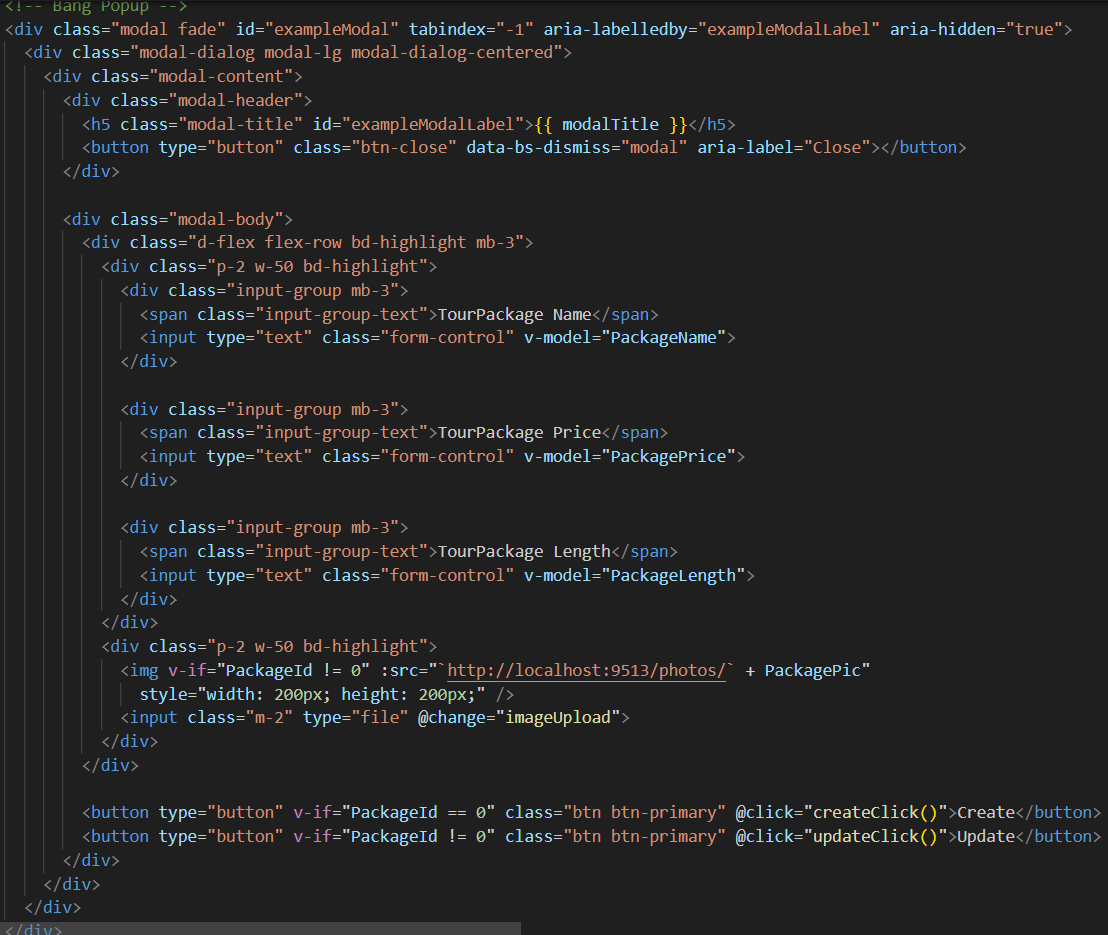 <!-- Bang Popup -->
<div class="modal fade" id="exampleModal" tabindex="-1" aria-labelledby="exampleModalLabel" aria-hidden="true">
<div class="modal-dialog modal-lg modal-dialog-centered">
<div class="modal-content">
<div class="modal-header">
<h5 class="modal-title" id="exampleModalLabel">{{ modalTitle }}</h5>
<button type="button" class="btn-close" data-bs-dismiss="modal" aria-label="Close"></button>
</div>
<div class="modal-body">
<div class="d-flex flex-row bd-highlight mb-3">
<div class="p-2 w-50 bd-highlight">
<div class="input-group mb-3">
<span class="input-group-text">TourPackage Name</span>
<input type="text" class="form-control" v-model="PackageName">
</div>
<div class="input-group mb-3">
<span class="input-group-text">TourPackage Price</span>
<input type="text" class="form-control" v-model="PackagePrice">
</div>
<div class="input-group mb-3">
<span class="input-group-text">TourPackage Length</span>
<input type="text" class="form-control" v-model="PackageLength">
</div>
</div>
<div class="p-2 w-50 bd-highlight">
<img v-if="PackageId != 0" :src="`http://localhost:9513/photos/` + PackagePic"
style="width: 200px; height: 200px;" />
<input class="m-2" type="file" @change="imageUpload">
</div>
</div>
<button type="button" v-if="PackageId == 0" class="btn btn-primary" @click="createClick()">Create</button>
<button type="button" v-if="PackageId != 0" class="btn btn-primary" @click="updateClick()">Update</button>
</div>
</div>
</div>
</div>